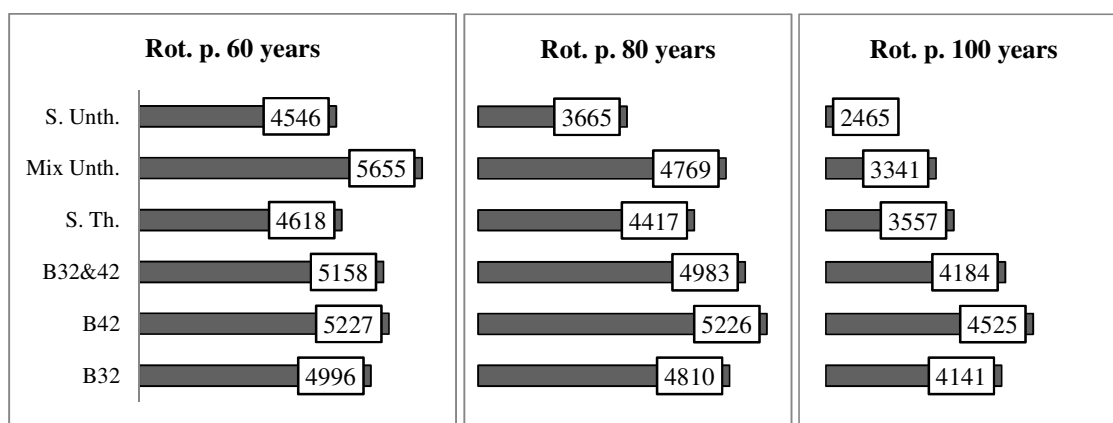 Rot. p. 60 years
Rot. p. 80 years
Rot. p. 100 years
S. Unth. 4546 3665 2465
Mix Unth. 5655 4769 3341
S. Th. 4618 4417 3557
B32&42 5158 4983 4184
B42 5227 5226 4525
B32 4996 4810 4141